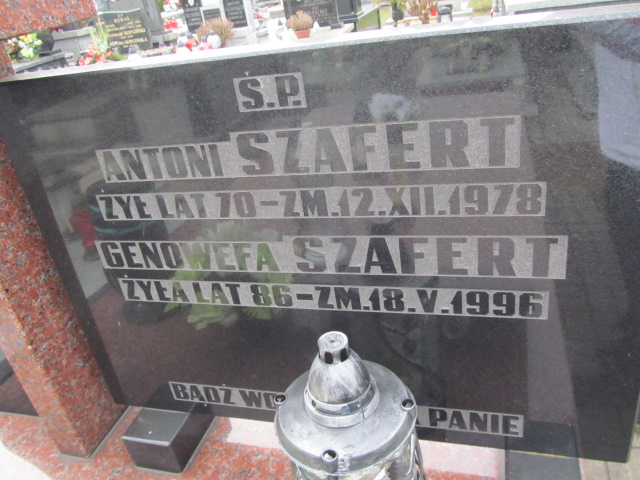 Ś.P.
ANTONI SZAFERT
ŻYŁ LAT 70-ZM.12.XII.1978
GENOWEFA SZAFERT
ŻYŁA LAT 86-ZM.18.V.1996
BĄDŹ PANIE